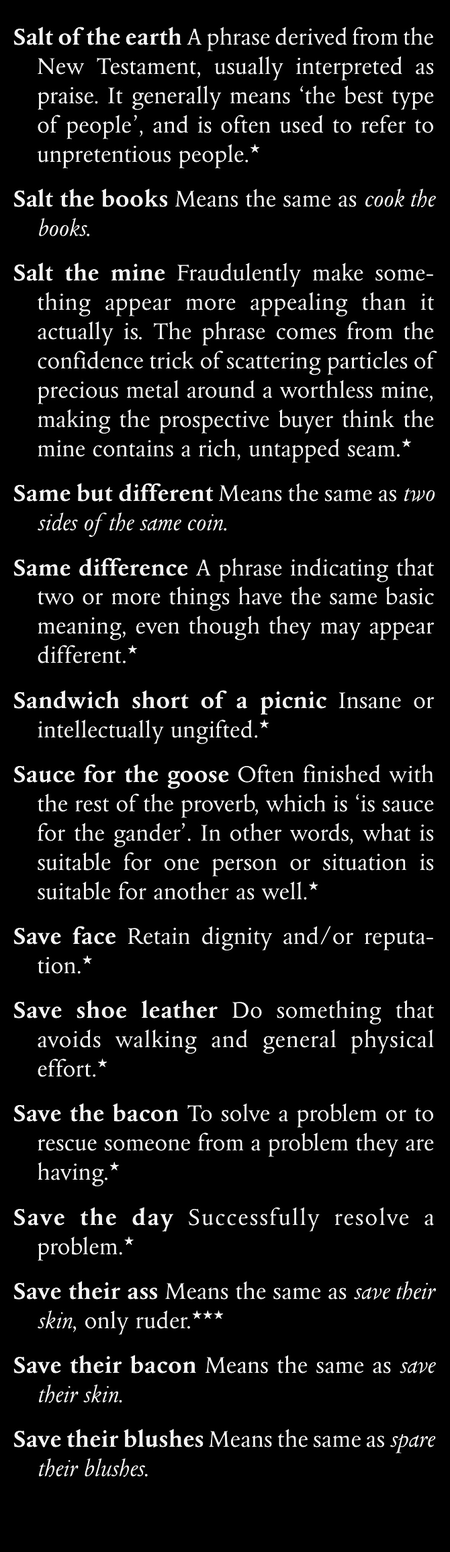 Salt of the earth A phrase derived from the
New Testament, usually interpreted as
praise. It generally means ‘the best type
of people’, and is often used to refer to
unpretentious people.★
Salt the books Means the same as cook the
books.
Salt the mine Fraudulently make some-
thing appear more appealing than it
actually is. The phrase comes from the
confidence trick of scattering particles of
precious metal around a worthless mine,
making the prospective buyer think the
mine contains a rich, untapped seam.★
Same but different Means the same as two
sides of the same coin.
Same difference A phrase indicating that
two or more things have the same basic
meaning, even though they may appear
different.★
Sandwich short of a picnic Insane or
intellectually ungifted.★
Sauce for the goose Often finished with
the rest of the proverb, which is ‘is sauce
for the gander’. In other words, what is
suitable for one person or situation is
suitable for another as well.★
Save face Retain dignity and/or reputa-
tion.★
Save shoe leather Do something that
avoids walking and general physical
effort.★
Save the bacon To solve a problem or to
rescue someone from a problem they are
having.★
Save the day Successfully resolve a
problem.★
Save their ass Means the same as save their
skin, only ruder.★★★
Save their bacon Means the same as save
their skin.
Save their blushes Means the same as spare
their blushes.